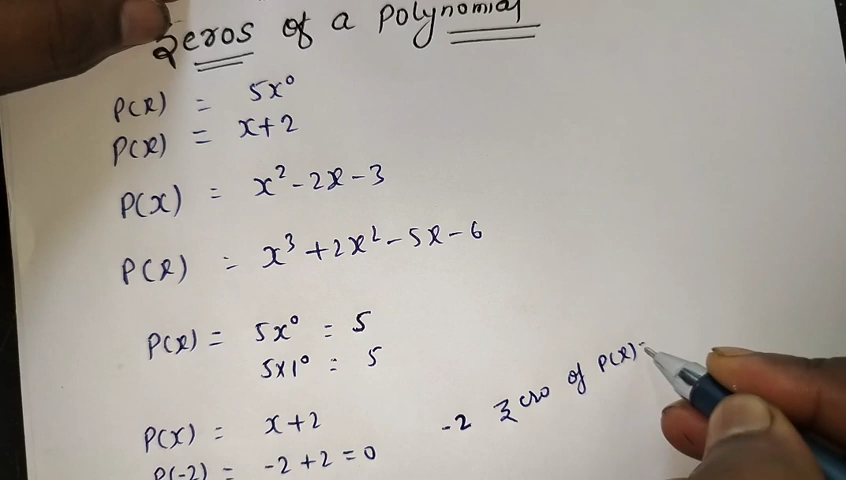 Zeros of a Polynomial
P(x) = 5x⁰
P(x) = x+2
P(x) = x²-2x-3
P(x) = x³+2x²-5x-6
P(x) = 5x⁰ = 5
5x1⁰ = 5
P(x) = x+2
-2 Zero of P(x)=
P(-2) = -2+2=0